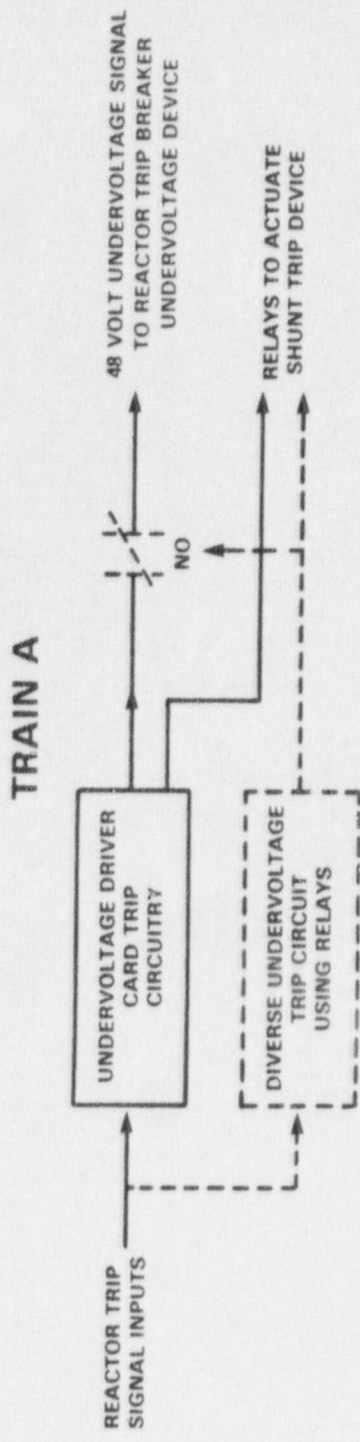 TRAIN A
REACTOR TRIP
SIGNAL INPUTS
UNDERVOLTAGE DRIVER
CARD TRIP
CIRCUITRY
DIVERSE UNDERVOLTAGE
TRIP CIRCUIT
USING RELAYS
NO
48 VOLT UNDERVOLTAGE SIGNAL
TO REACTOR TRIP BREAKER
UNDERVOLTAGE DEVICE
RELAYS TO ACTUATE
SHUNT TRIP DEVICE